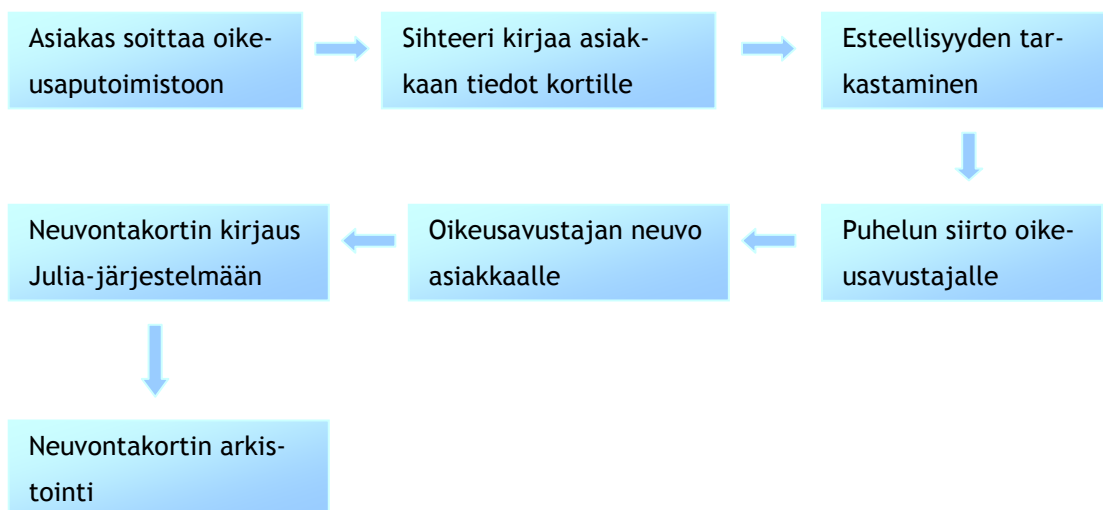 Asiakas soittaa oike-
usaputoimistoon
Sihteeri kirjaa asiak-
kaan tiedot kortille
Esteellisyyden tar-
kastaminen
Puhelun siirto oike-
usavustajalle
Oikeusavustajan neuvo
asiakkaalle
Neuvontakortin kirjaus
Julia-järjestelmään
Neuvontakortin arkis-
tointi